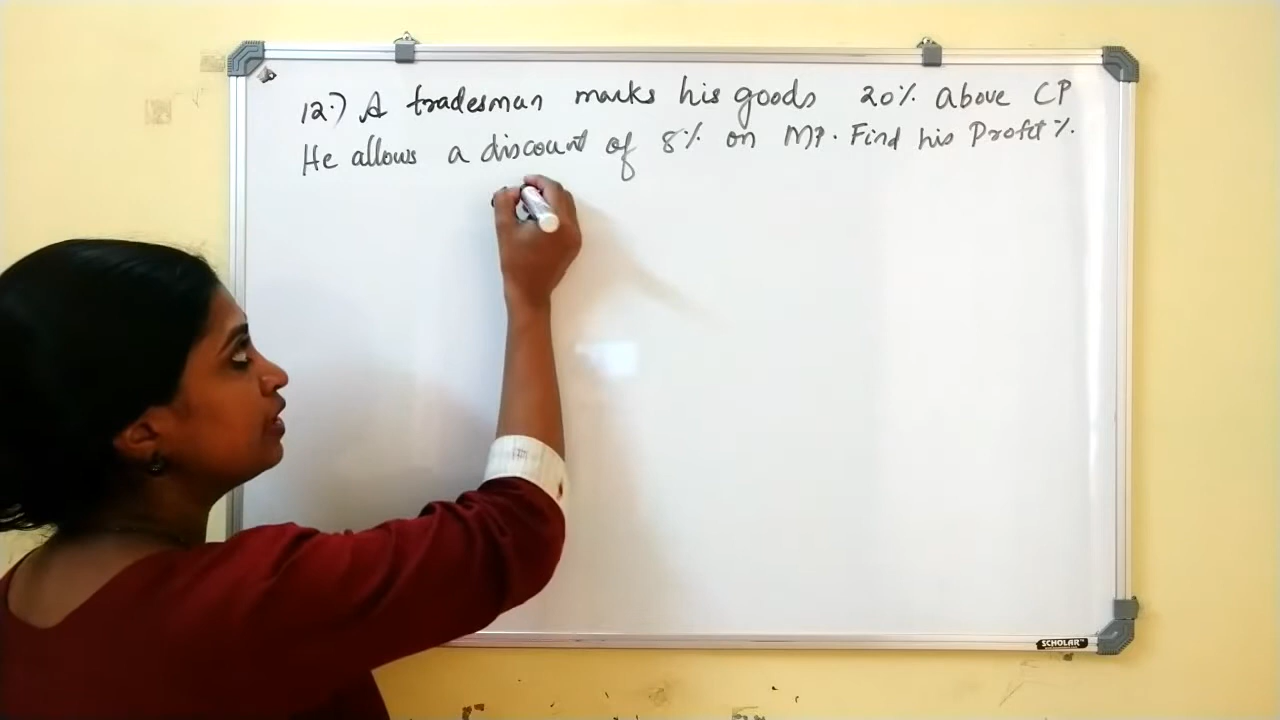 12.) A tradesman marks his goods 20% above CP
He allows a discount of 8% on MP. Find his Profit %.
SCHOLAR